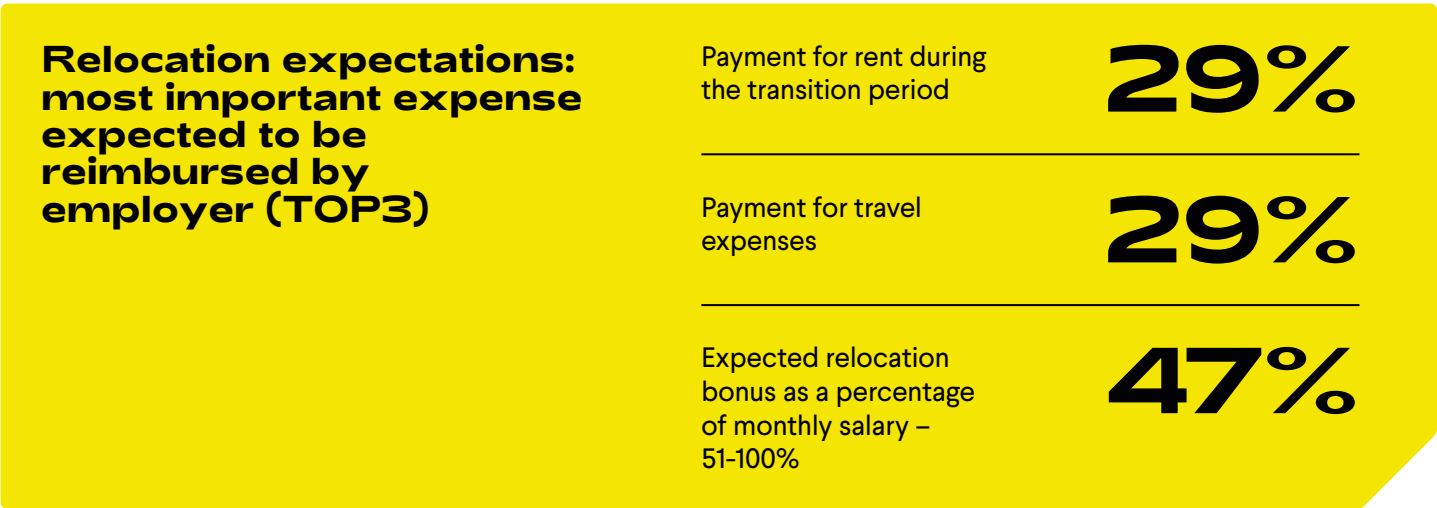 Relocation expectations:
most important expense
expected to be
reimbursed by
employer (TOP3)
Payment for rent during
the transition period
29%
Payment for travel
expenses
29%
Expected relocation
bonus as a percentage
of monthly salary –
51-100%
47%